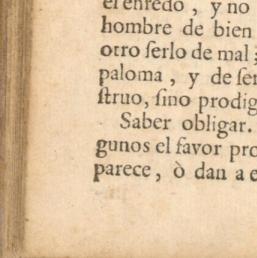 el enredo, y no
hombre de bien
otro ſerlo de mal;
paloma, y de ſer
ſtruo, ſino prodig
Saber obligar.
gunos el favor pro
parece, ò dan a e